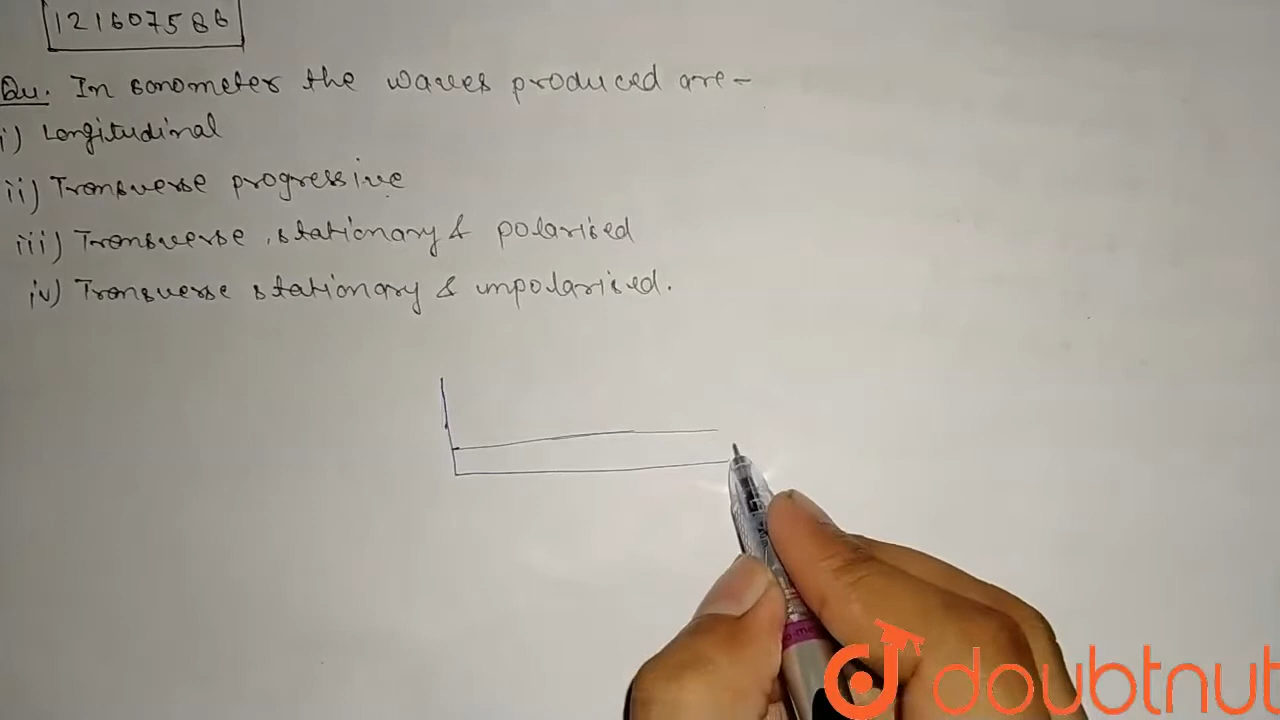 121607586
Qu. In sonometer the waves produced are-
i) Longitudinal
ii) Transverse progressive
iii) Transverse, stationary & polarised
iv) Transverse stationary & unpolarised.
doubtnut